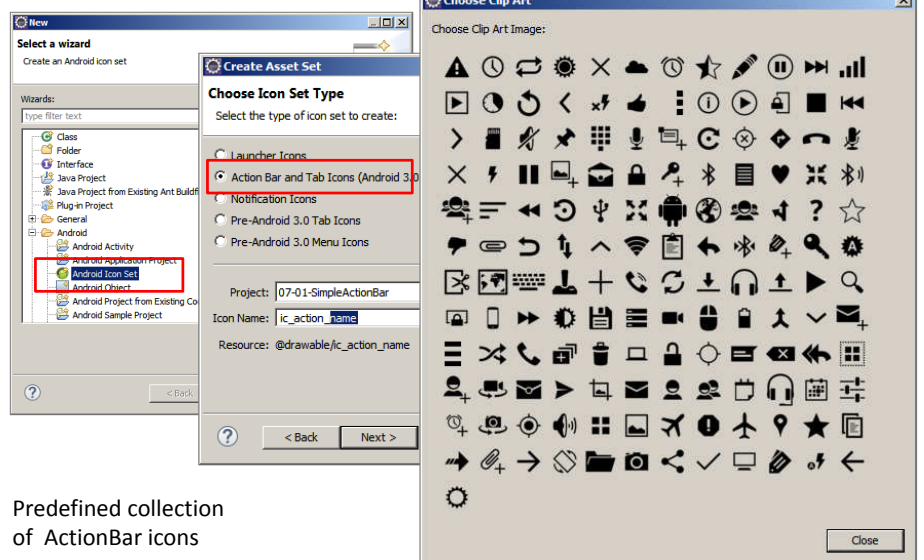 New
Select a wizard
Create an Android icon set
Wizards:
type filter text
Class
Folder
Interface
Java Project
Java Project from Existing Ant Buildf
Plug-in Project
General
Android
Android Activity
Android Application Project
Android Icon Set
Android Object
Android Project from Existing Co
Android Sample Project
< Back
Create Asset Set
Choose Icon Set Type
Select the type of icon set to create:
Launcher Icons
Action Bar and Tab Icons (Android 3.0
Notification Icons
Pre-Android 3.0 Tab Icons
Pre-Android 3.0 Menu Icons
Project: 07-01-SimpleActionBar
Icon Name: ic_action_name
Resource: @drawable/ic_action_name
< Back Next >
Choose Clip Art
Choose Clip Art Image:
Close
Predefined collection
of ActionBar icons